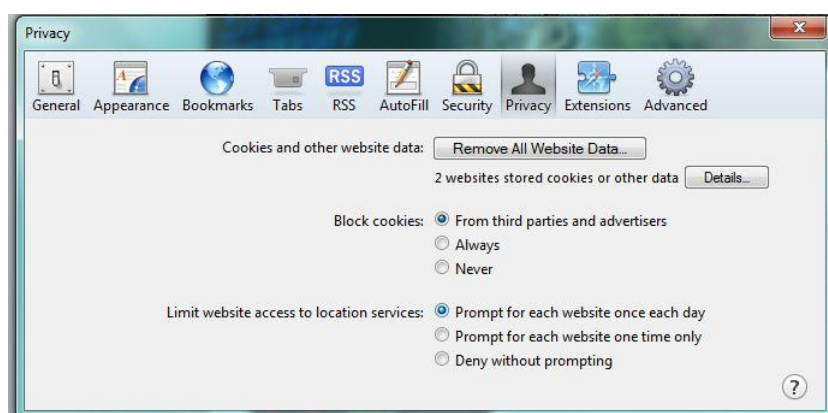 Privacy
General Appearance Bookmarks Tabs RSS AutoFill Security Privacy Extensions Advanced
RSS
Cookies and other website data: Remove All Website Data...
2 websites stored cookies or other data Details...
Block cookies: From third parties and advertisers
Always
Never
Limit website access to location services: Prompt for each website once each day
Prompt for each website one time only
Deny without prompting
?